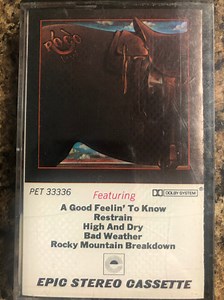 poco
PET 33336
Featuring
DOLBY SYSTEM
A Good Feelin' To Know
Restrain
High And Dry
Bad Weather
Rocky Mountain Breakdown
EPIC STEREO CASSETTE